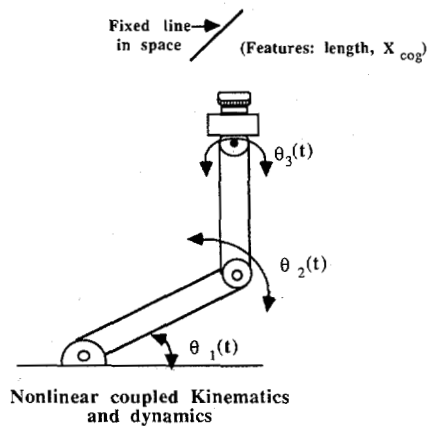 Fixed line
in space
(Features: length, X cog)
θ3(t)
θ 2(t)
θ 1(t)
Nonlinear coupled Kinematics
and dynamics